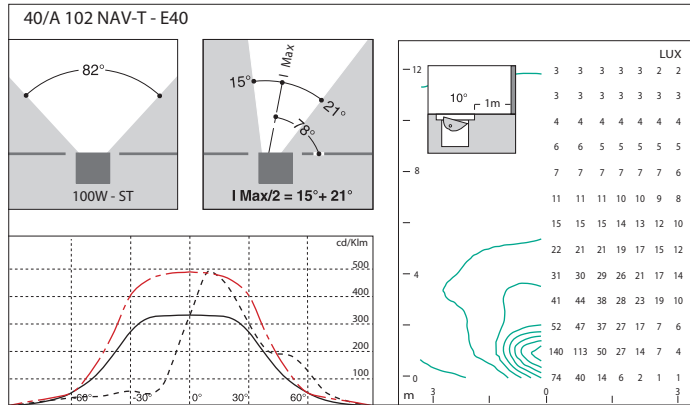 40/A 102 NAV-T - E40
82°
100W - ST
15°
I Max
21°
78°
I Max/2 = 15°+ 21°
cd/Klm
500
400
300
200
100
60° 30° 0° 30° 60°
LUX
10°
1m
12 3 3 3 3 3 2 2
3 3 3 3 3 3 3
4 4 4 4 4 4 4
6 6 5 5 5 5 5
8 7 7 7 7 7 7 6
11 11 11 10 10 9 8
15 15 15 14 13 12 10
22 21 21 19 17 15 12
4 31 30 29 26 21 17 14
41 44 38 28 23 19 10
52 47 37 27 17 7 6
140 113 50 27 14 7 4
0 74 40 14 6 2 1 1
m 3 0 3